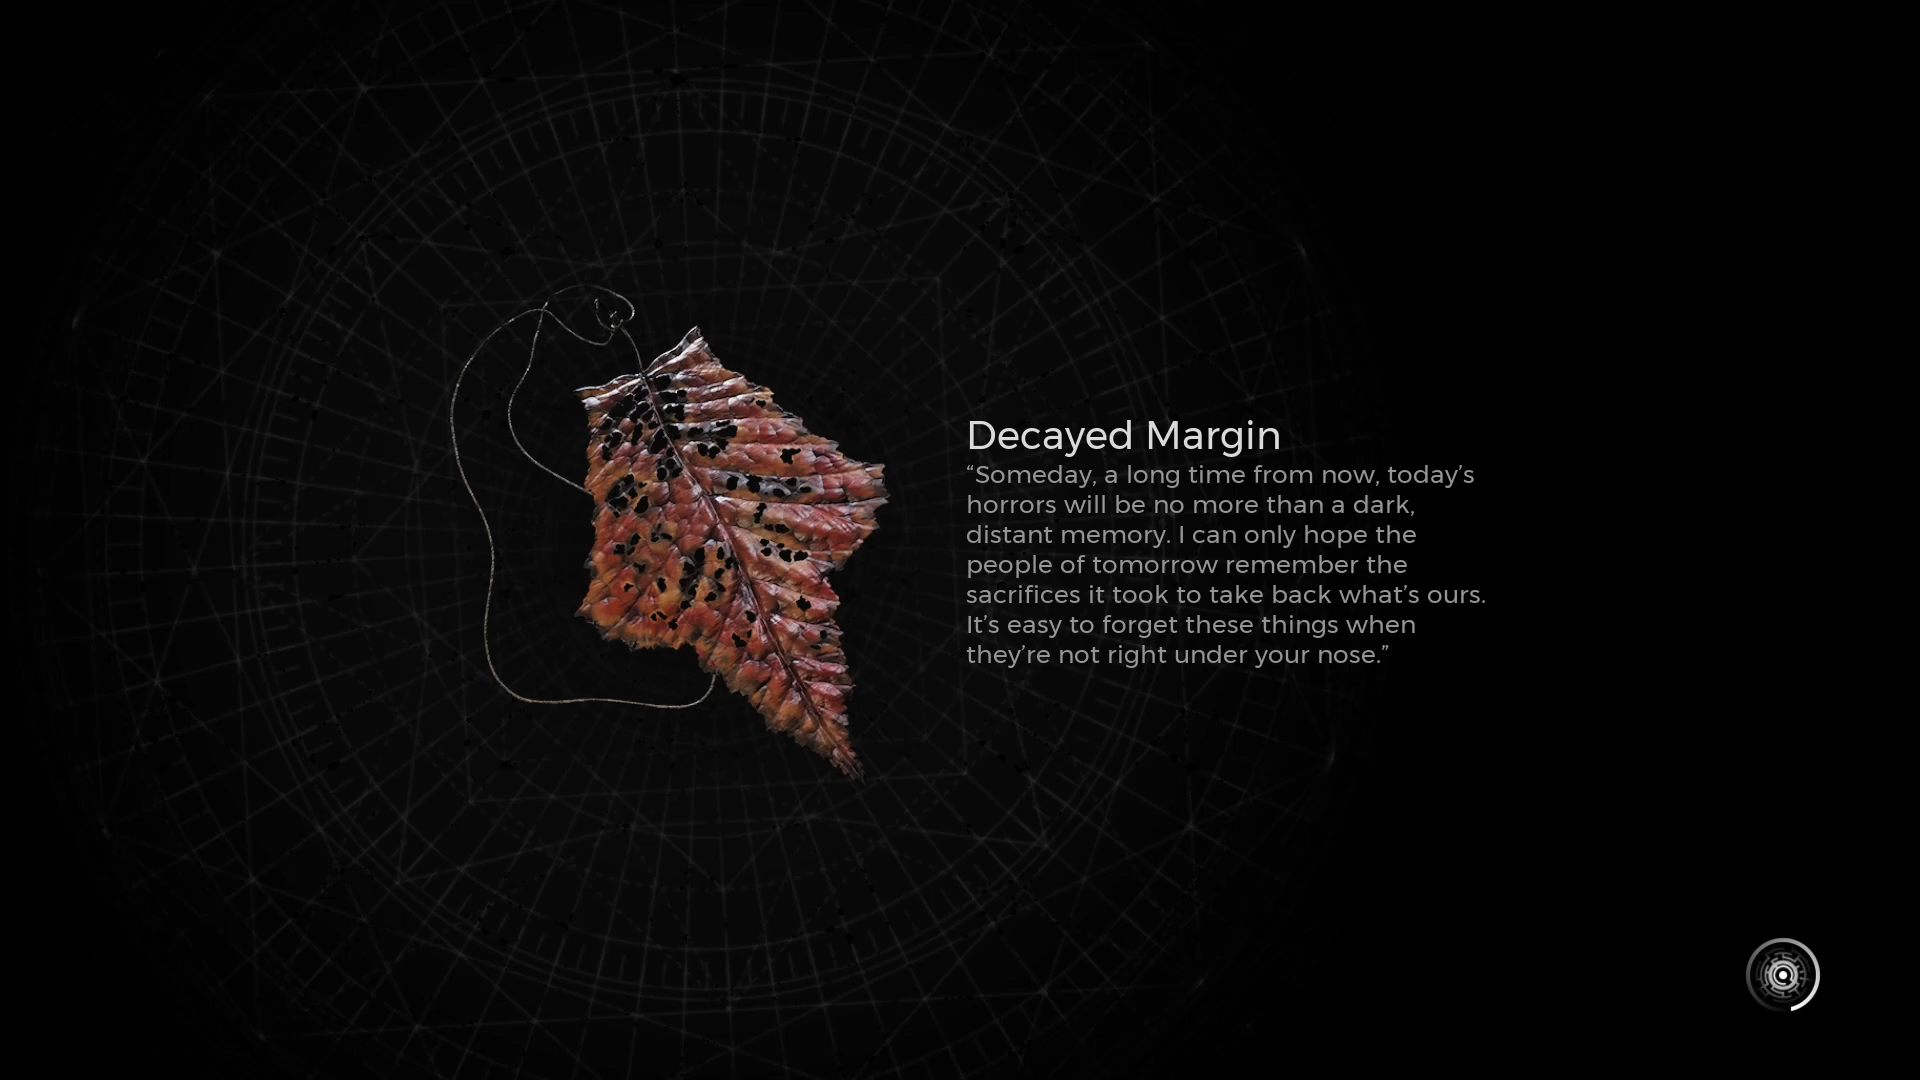 Decayed Margin
“Someday, a long time from now, today’s
horrors will be no more than a dark,
distant memory. I can only hope the
people of tomorrow remember the
sacrifices it took to take back what’s ours.
It’s easy to forget these things when
they’re not right under your nose.”